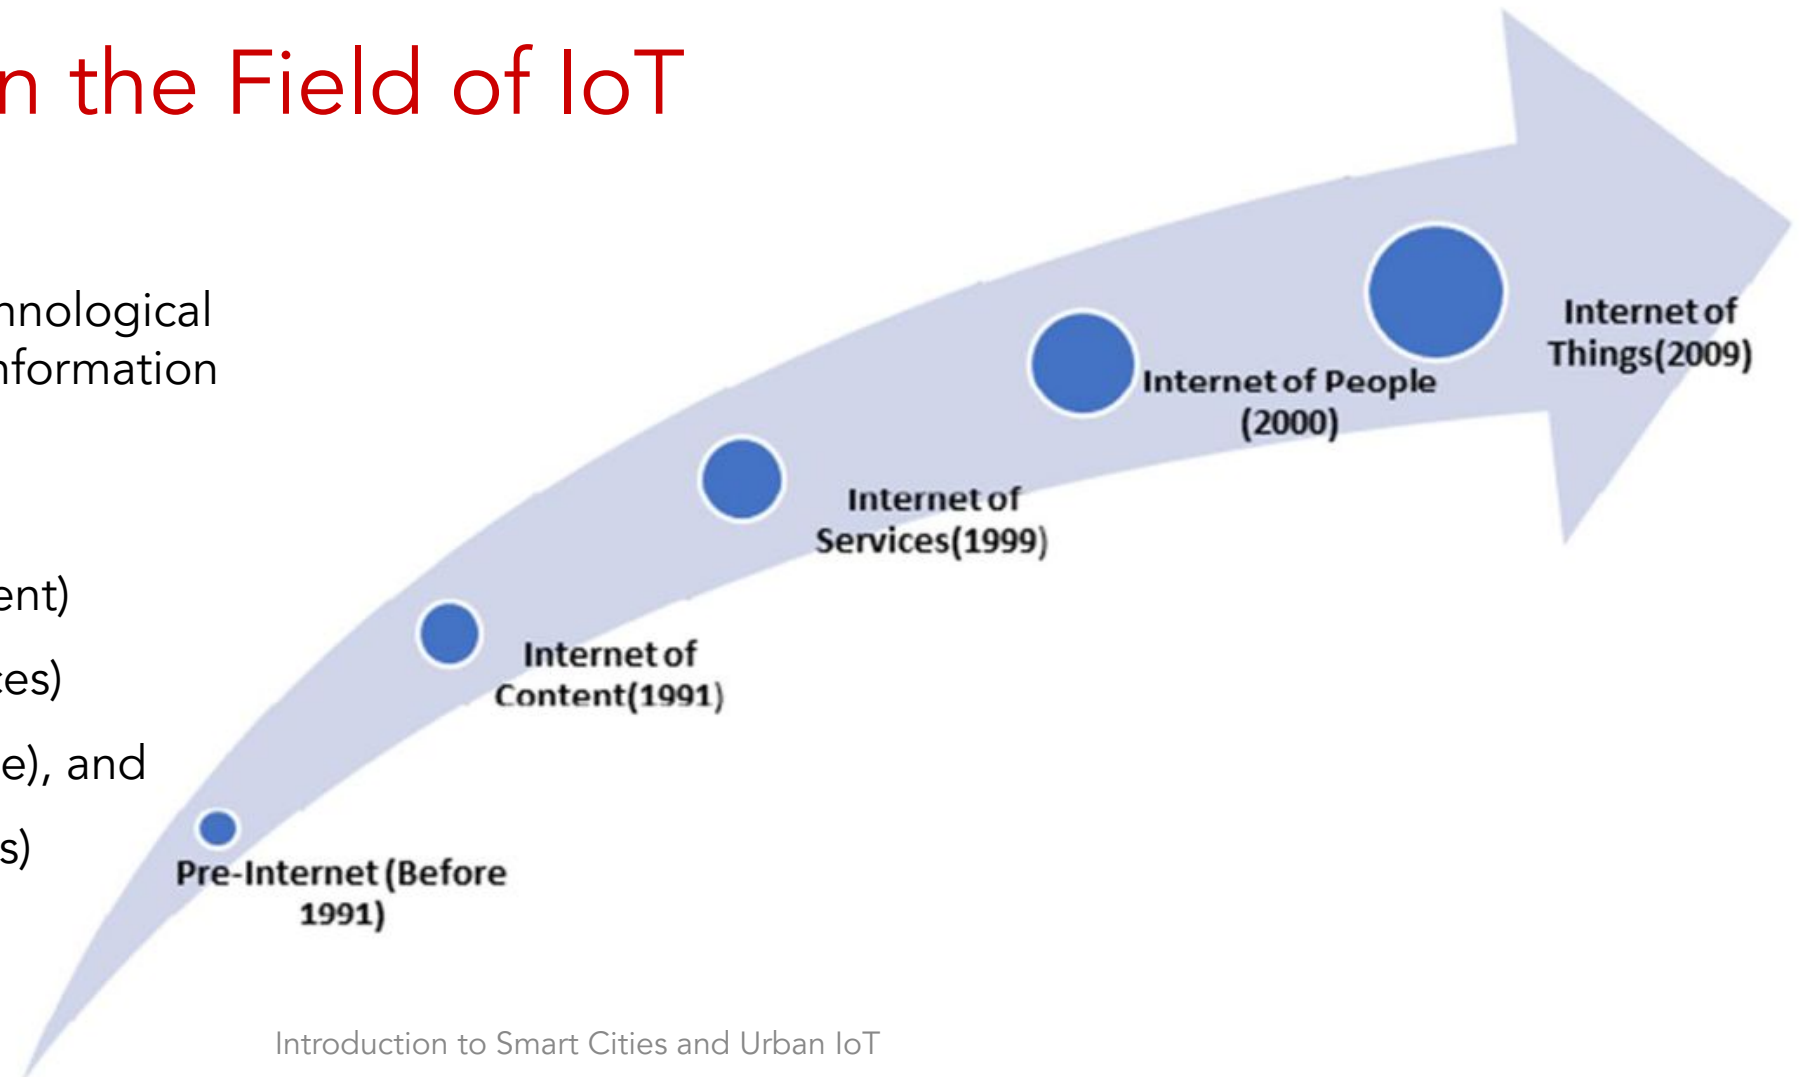 n the Field of IoT
hnological
nformation
ent)
ces)
e), and
s)
Internet of
Things(2009)
Internet of People
(2000)
Internet of
Services(1999)
Internet of
Content(1991)
Pre-Internet (Before
1991)
Introduction to Smart Cities and Urban IoT